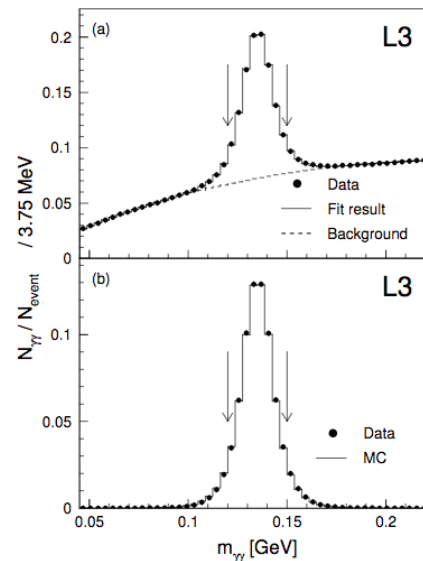 (a)
L3
0.2
0.15
0.1
0.05
0
/ 3.75 MeV
Data
Fit result
Background
(b)
L3
0.1
0.05
0
N_γγ / N_event
Data
MC
0.05 0.1 0.15 0.2
m_γγ [GeV]